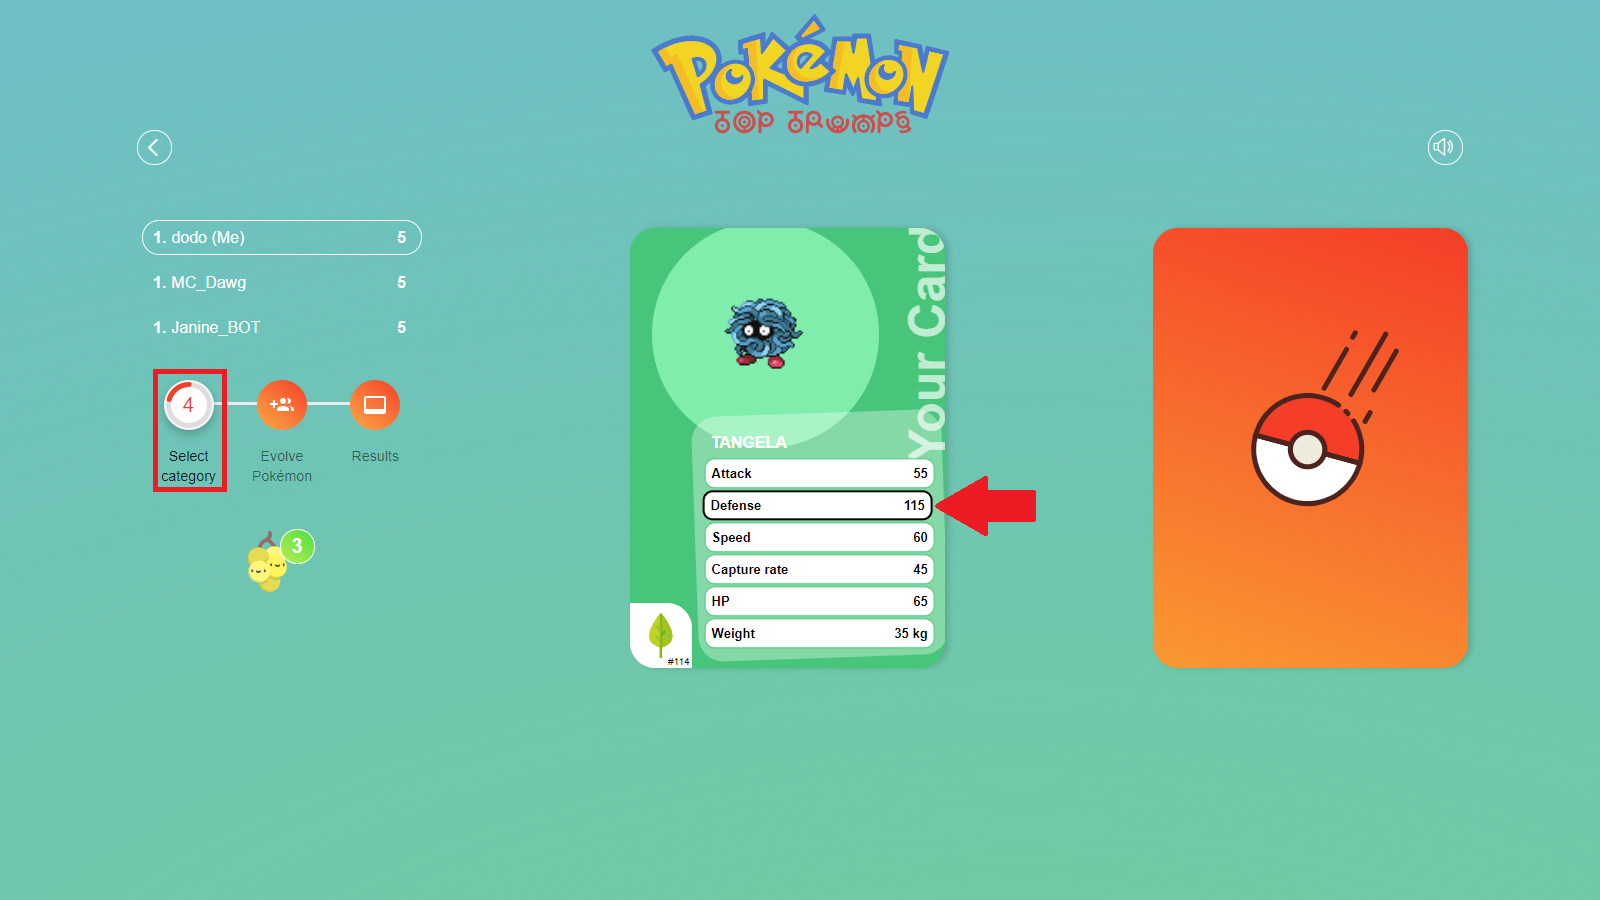 POKéMON
TOP TRUMPS
1. dodo (Me) 5
1. MC_Dawg 5
1. Janine_BOT 5
4
Select
category
Evolve
Pokémon
Results
3
Your Card
TANGELA
Attack 55
Defense 115
Speed 60
Capture rate 45
HP 65
Weight 35 kg
#114